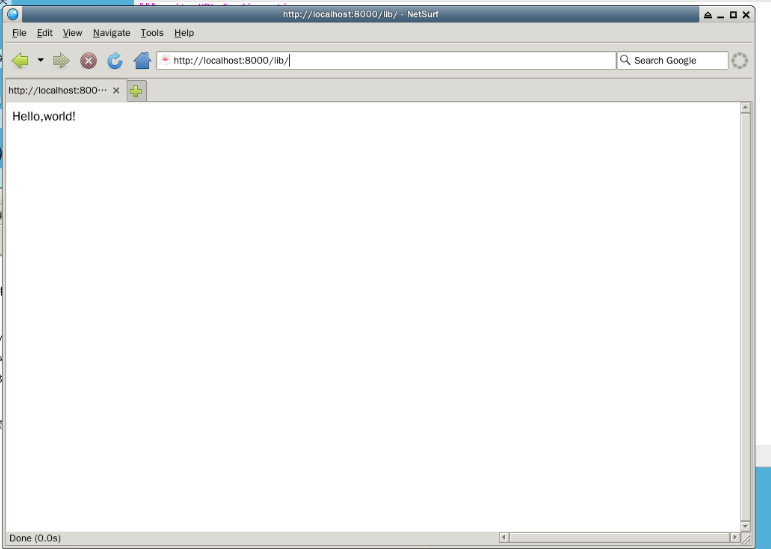 http://localhost:8000/lib/ - NetSurf
File Edit View Navigate Tools Help
http://localhost:8000/lib/ Search Google
http://localhost:800···
Hello,world!
Done (0.0s)